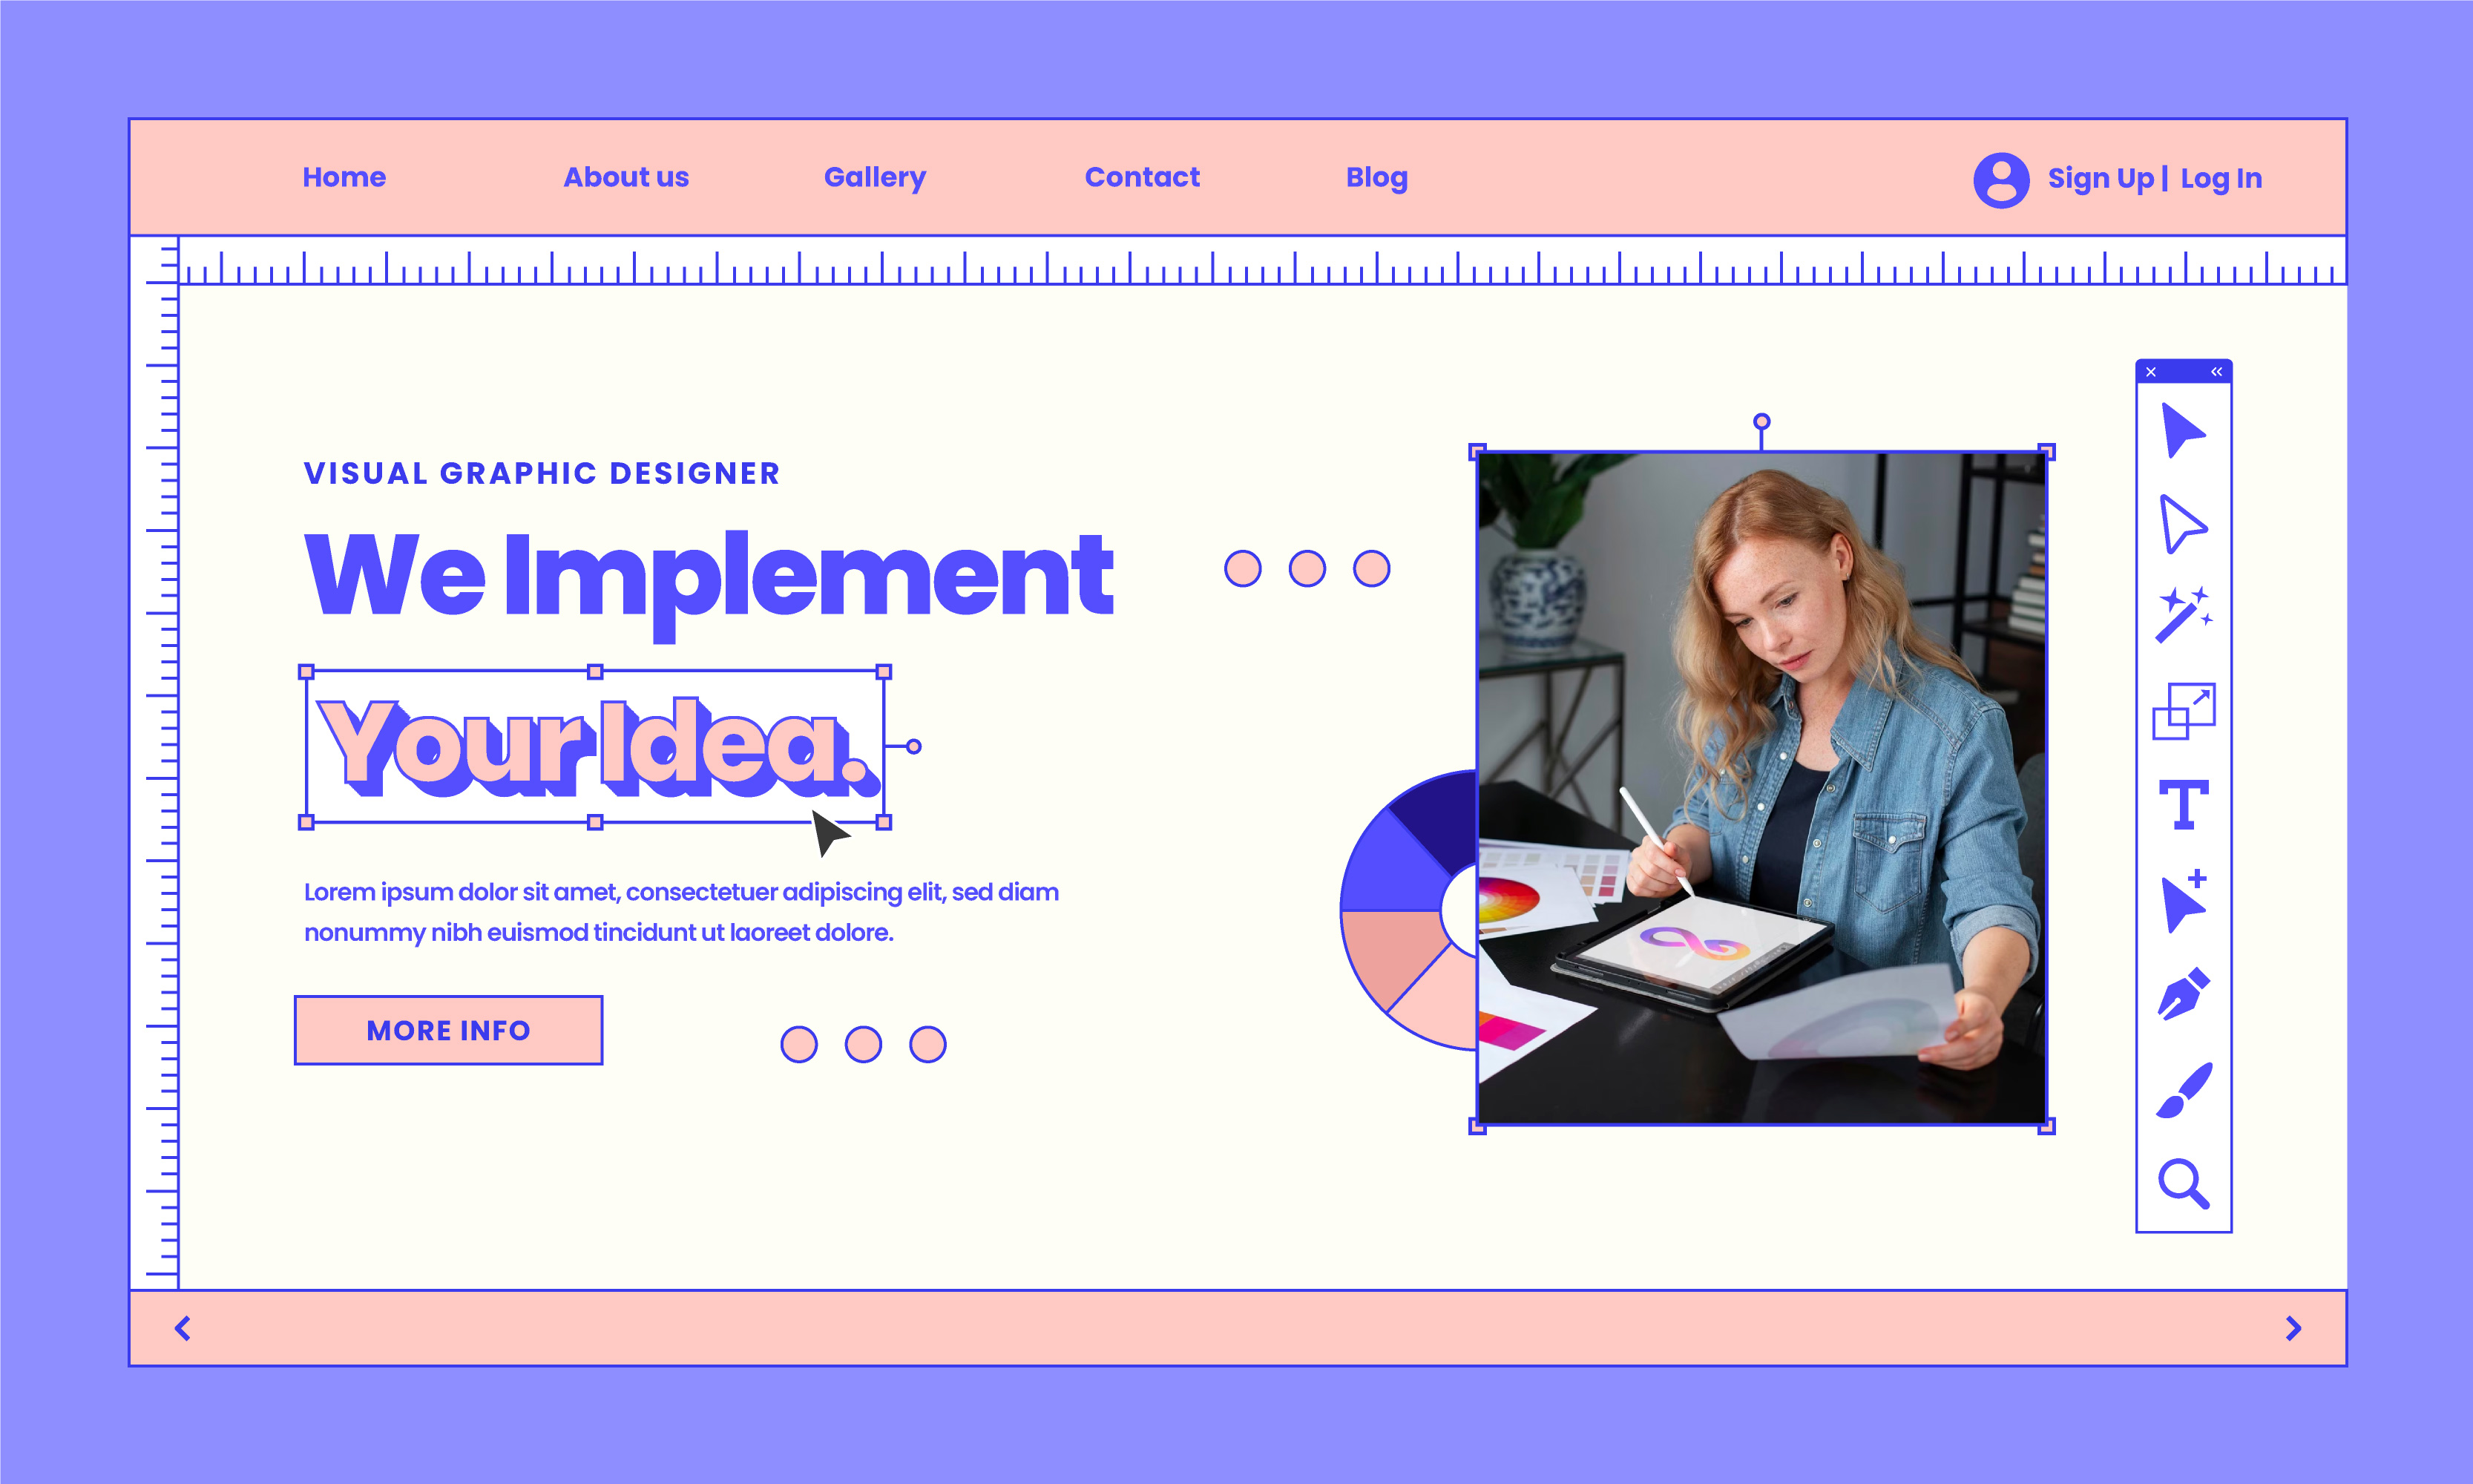 Home About us Gallery Contact Blog Sign Up | Log In
VISUAL GRAPHIC DESIGNER
We Implement
Your Idea.
Lorem ipsum dolor sit amet, consectetuer adipiscing elit, sed diam
nonummy nibh euismod tincidunt ut laoreet dolore.
MORE INFO